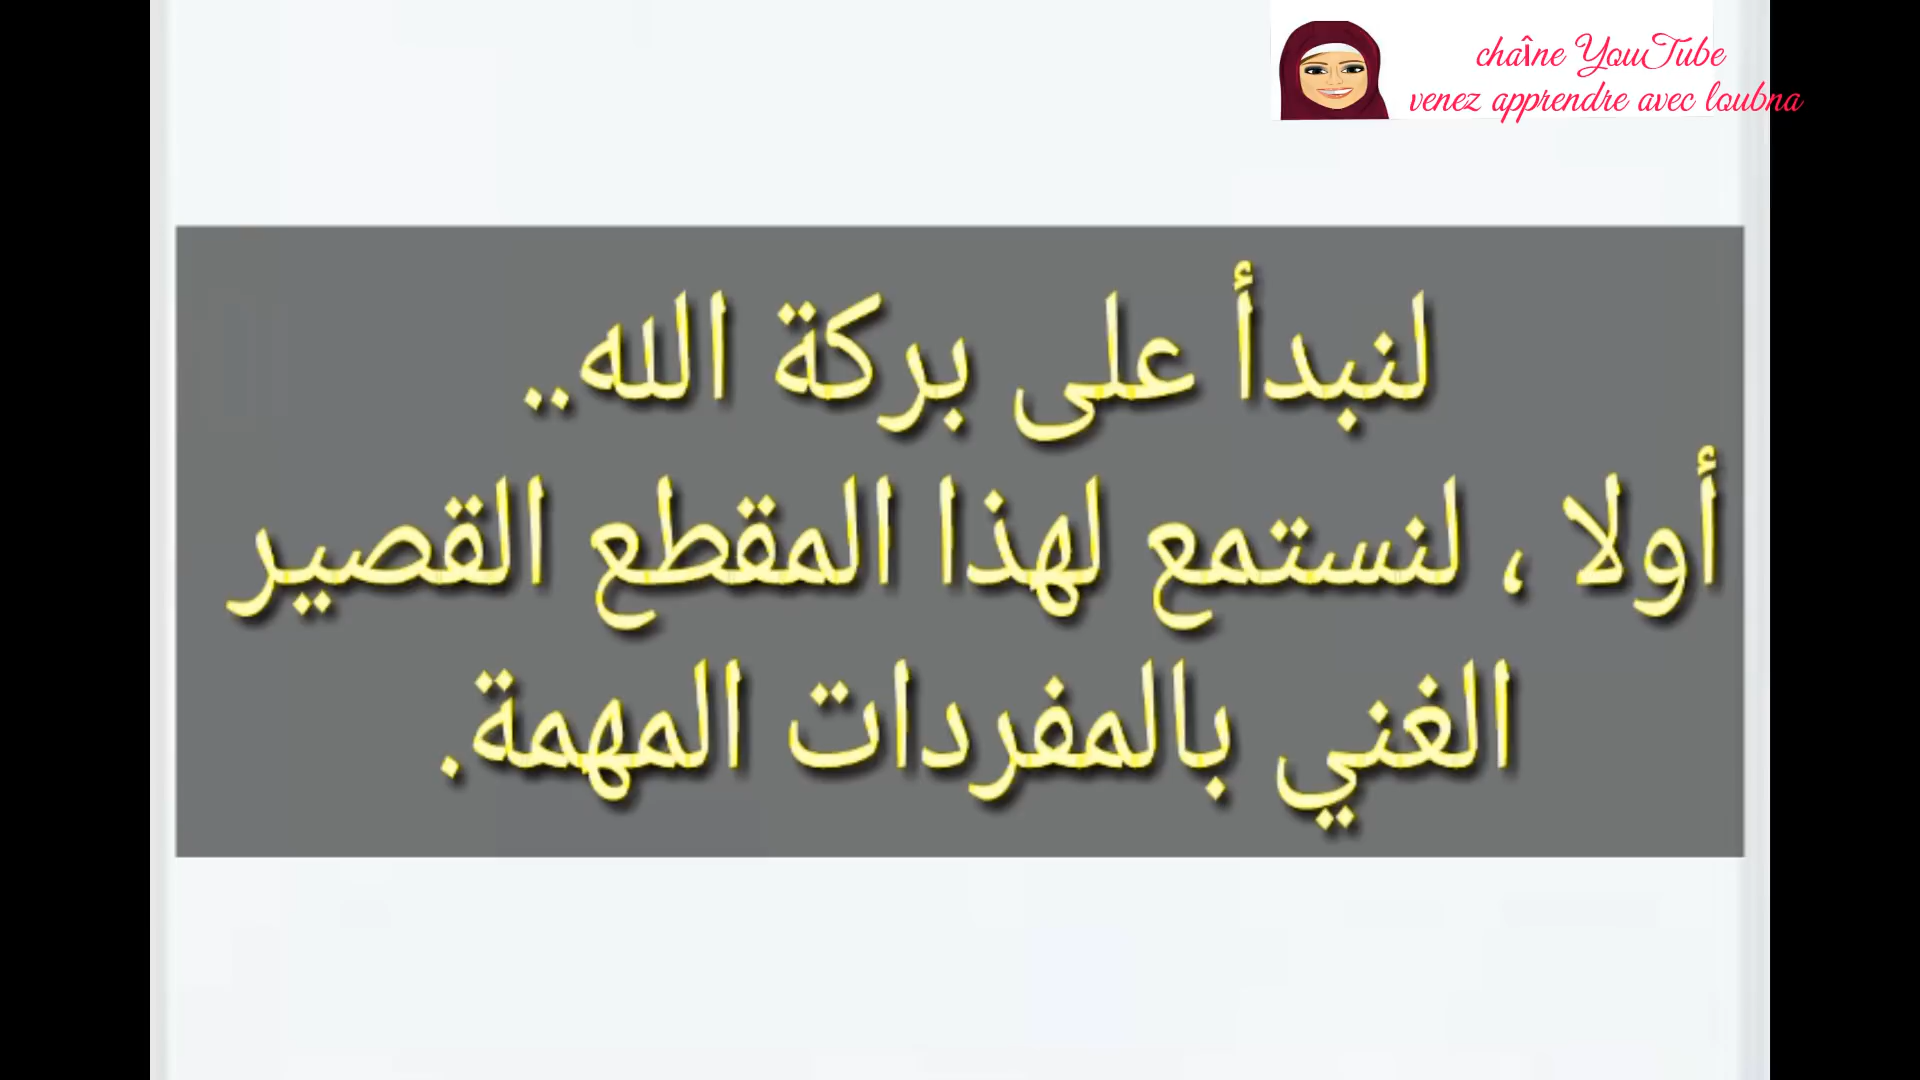 chaîne YouTube
venez apprendre avec loubna
لنبدأ على بركة الله..
أولا ، لنستمع لهذا المقطع القصير
الغني بالمفردات المهمة.